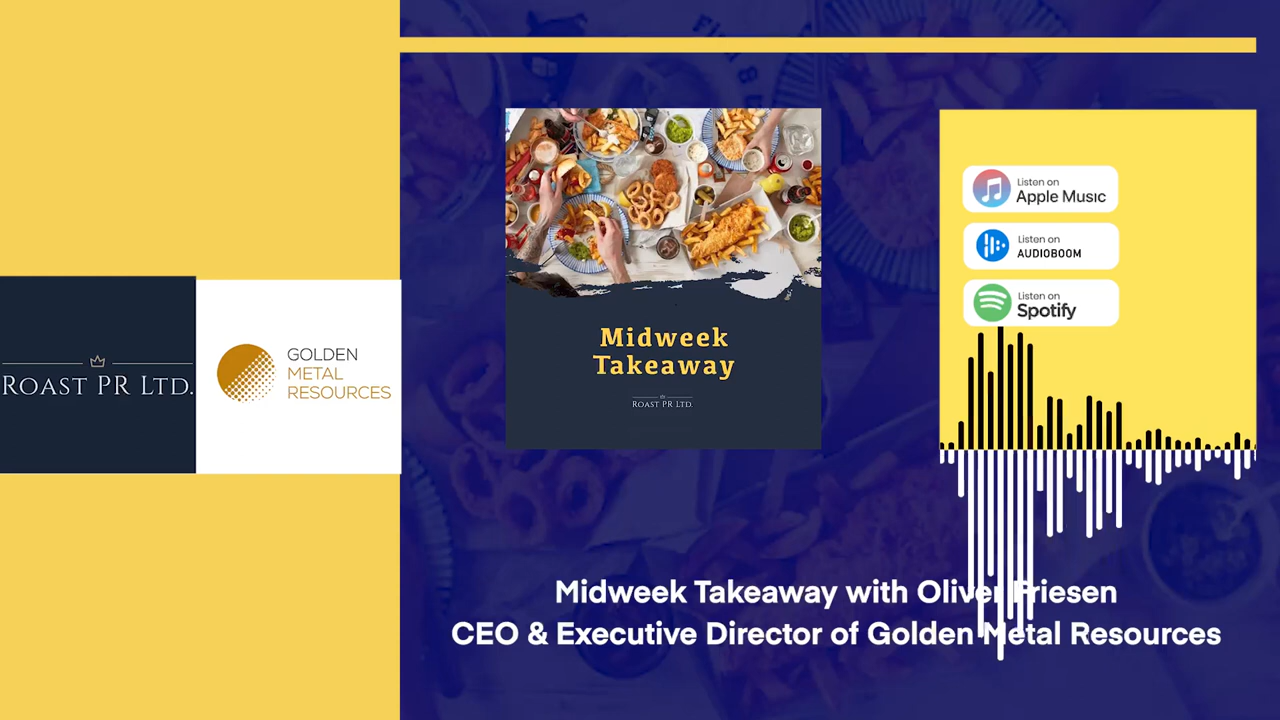 ROAST PR LTD.
GOLDEN
METAL
RESOURCES
Midweek
Takeaway
ROAST PR LTD.
Listen on
Apple Music
Listen on
AUDIOBOOM
Listen on
Spotify
Midweek Takeaway with Oliver Friesen
CEO & Executive Director of Golden Metal Resources